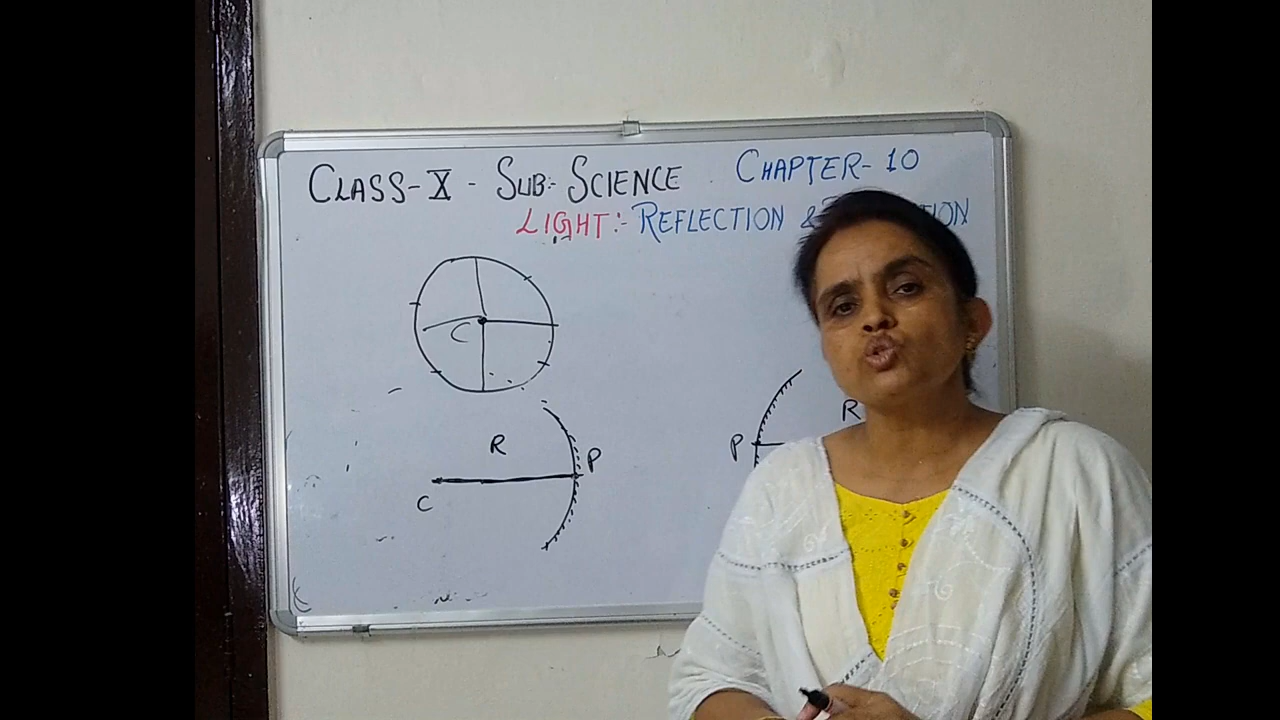 CLASS-X - SUB:- SCIENCE CHAPTER-10
LIGHT:- REFLECTION &
C
R
P
C
R
P